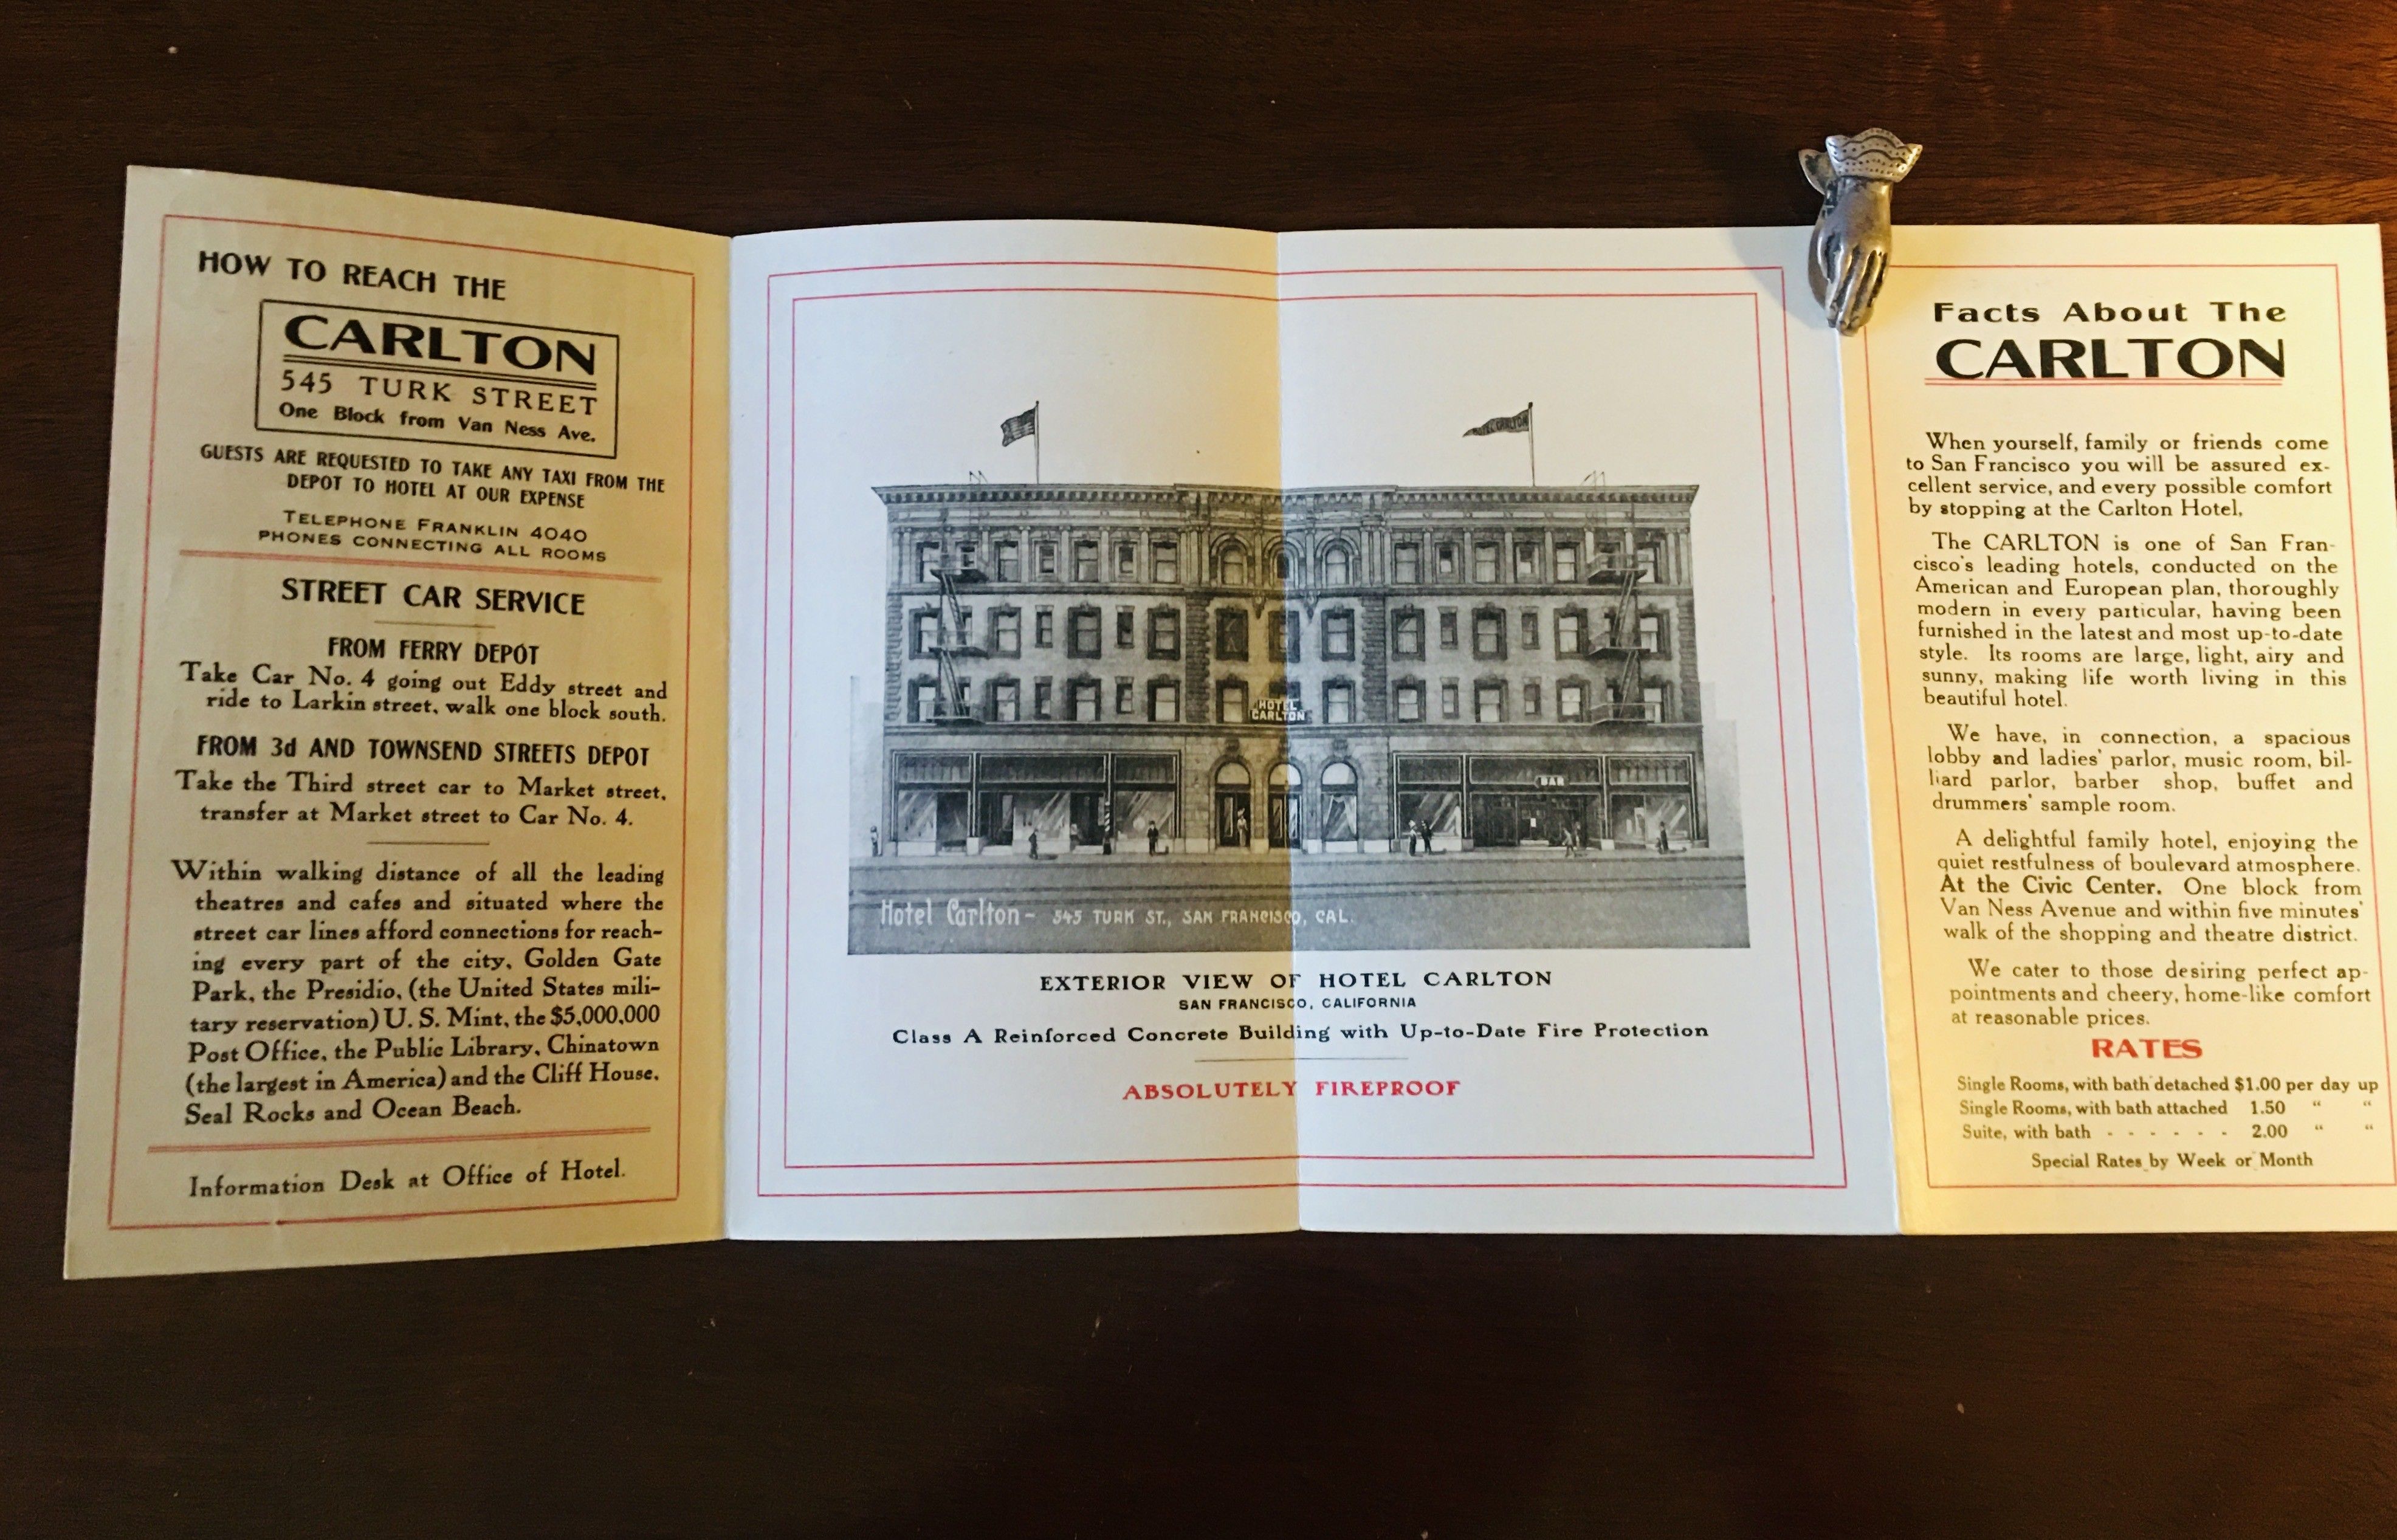 HOW TO REACH THE
CARLTON
545 TURK STREET
One Block from Van Ness Ave.
GUESTS ARE REQUESTED TO TAKE ANY TAXI FROM THE
DEPOT TO HOTEL AT OUR EXPENSE
TELEPHONE FRANKLIN 4040
PHONES CONNECTING ALL ROOMS
STREET CAR SERVICE
FROM FERRY DEPOT
Take Car No. 4 going out Eddy street and
ride to Larkin street, walk one block south.
FROM 3d AND TOWNSEND STREETS DEPOT
Take the Third street car to Market street,
transfer at Market street to Car No. 4.
Within walking distance of all the leading
theatres and cafes and situated where the
street car lines afford connections for reach-
ing every part of the city, Golden Gate
Park, the Presidio, (the United States mili-
tary reservation) U. S. Mint, the $5,000,000
Post Office, the Public Library, Chinatown
(the largest in America) and the Cliff House,
Seal Rocks and Ocean Beach.
Information Desk at Office of Hotel.
HOTEL CARLTON
HOTEL
CARLTON
BAR
Hotel Carlton - 545 TURK ST., SAN FRANCISCO, CAL.
EXTERIOR VIEW OF HOTEL CARLTON
SAN FRANCISCO, CALIFORNIA
Class A Reinforced Concrete Building with Up-to-Date Fire Protection
ABSOLUTELY FIREPROOF
Facts About The
CARLTON
When yourself, family or friends come
to San Francisco you will be assured ex-
cellent service, and every possible comfort
by stopping at the Carlton Hotel,
The CARLTON is one of San Fran-
cisco's leading hotels, conducted on the
American and European plan, thoroughly
modern in every particular, having been
furnished in the latest and most up-to-date
style. Its rooms are large, light, airy and
sunny, making life worth living in this
beautiful hotel.
We have, in connection, a spacious
lobby and ladies' parlor, music room, bil-
liard parlor, barber shop, buffet and
drummers' sample room.
A delightful family hotel, enjoying the
quiet restfulness of boulevard atmosphere.
At the Civic Center. One block from
Van Ness Avenue and within five minutes'
walk of the shopping and theatre district.
We cater to those desiring perfect ap-
pointments and cheery, home-like comfort
at reasonable prices.
RATES
Single Rooms, with bath detached $1.00 per day up
Single Rooms, with bath attached 1.50 " "
Suite, with bath - - - - - - 2.00 " "
Special Rates by Week or Month